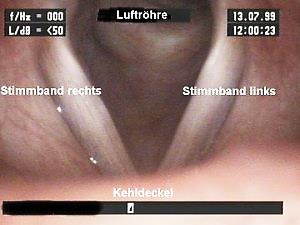 f/Hz = 000
L/dB = <50
Luftröhre
13.07.99
12:00:23
Stimmband rechts
Stimmband links
Kehldeckel